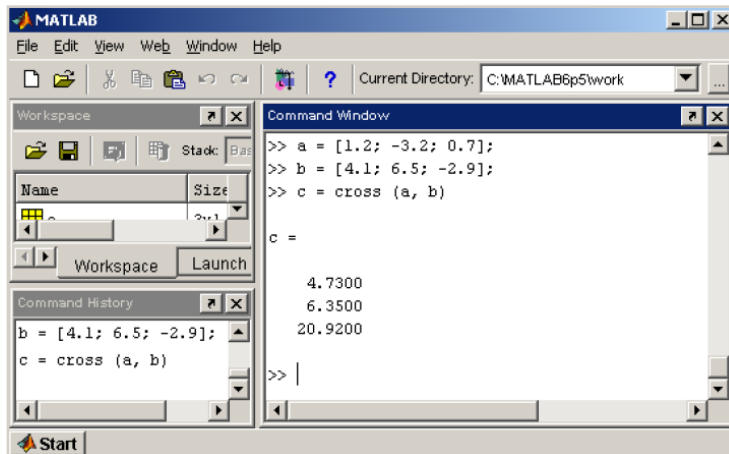 MATLAB
File Edit View Web Window Help
Current Directory: C:\MATLAB6p5\work
...
Workspace
Stack: Bas
Name Size
3x1
Workspace Launch
Command History
b = [4.1; 6.5; -2.9];
c = cross (a, b)
Command Window
>> a = [1.2; -3.2; 0.7];
>> b = [4.1; 6.5; -2.9];
>> c = cross (a, b)
c =
4.7300
6.3500
20.9200
>>
Start